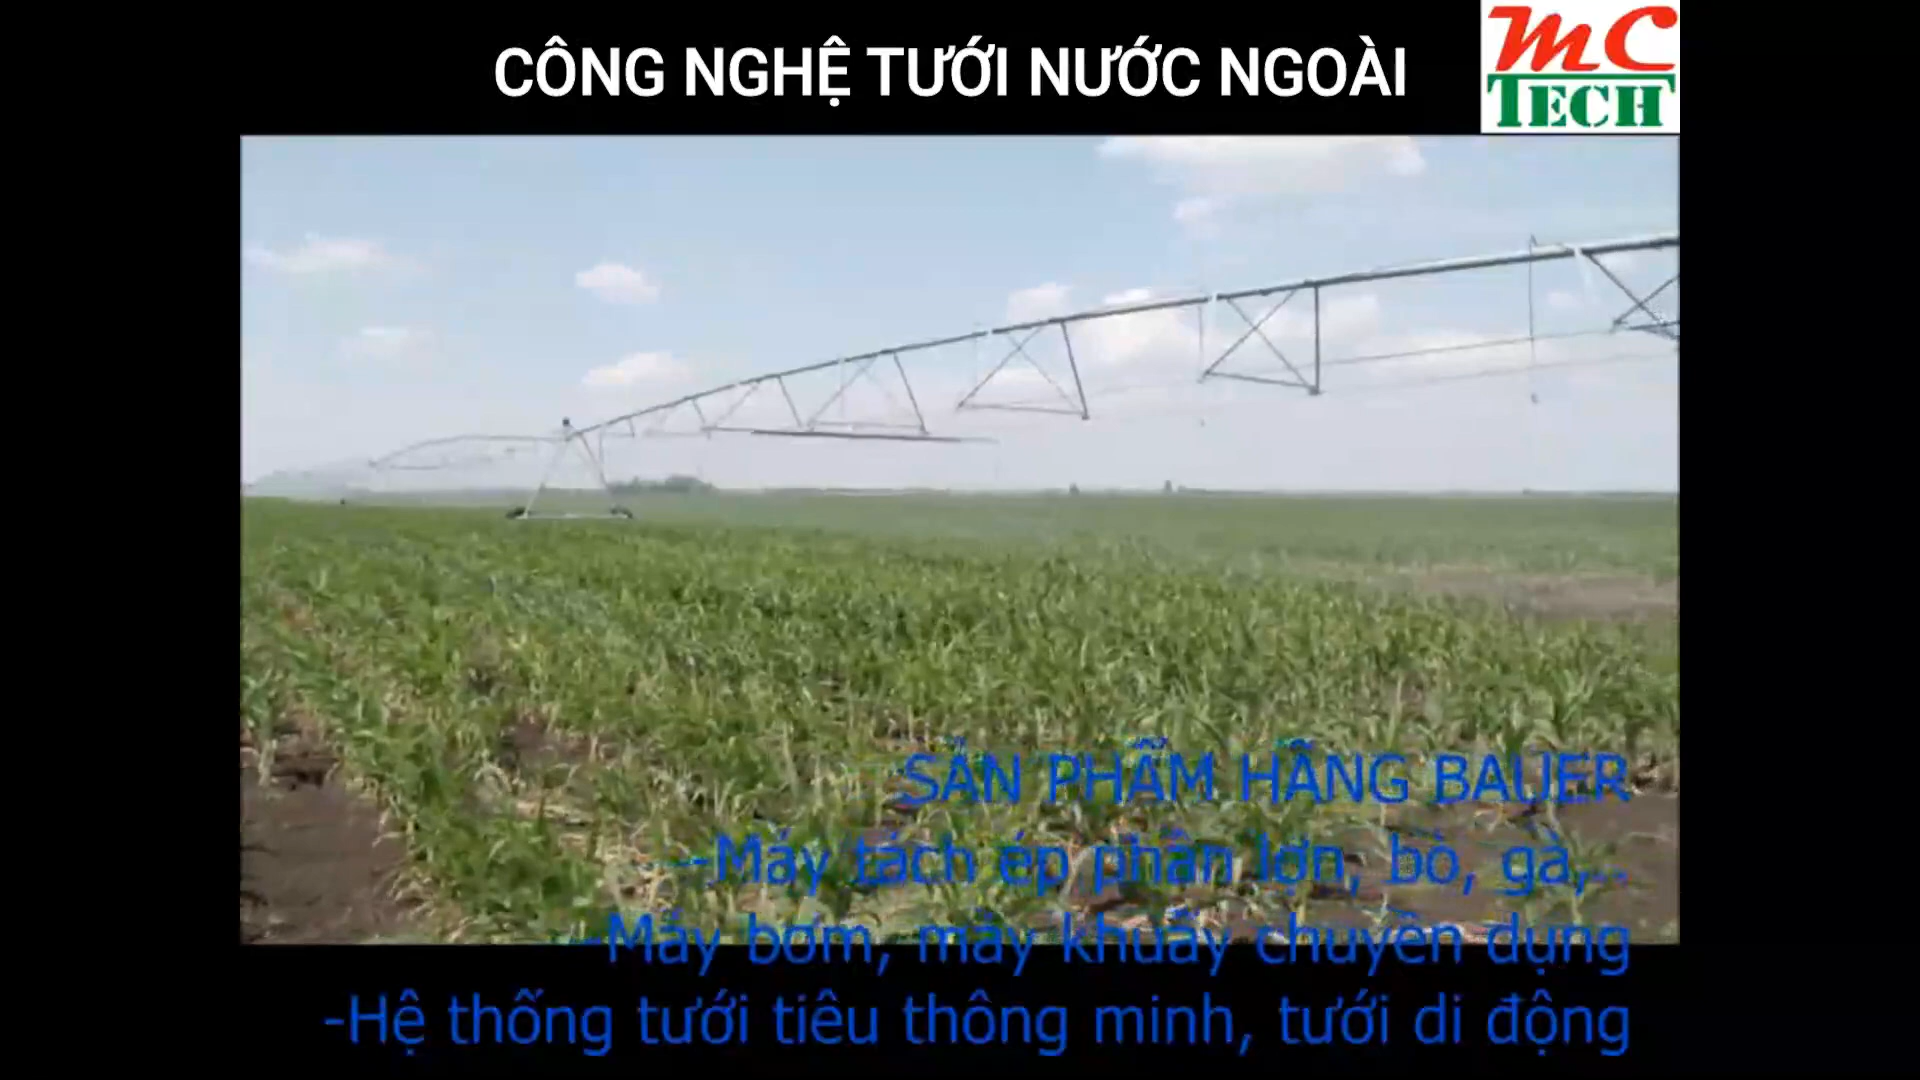 CÔNG NGHỆ TƯỚI NƯỚC NGOÀI
MC
TECH
SẢN PHẨM HÃNG BAUER
-Máy tách ép phân lợn, bò, gà,..
-Máy bơm, máy khuấy chuyên dụng
-Hệ thống tưới tiêu thông minh, tưới di động